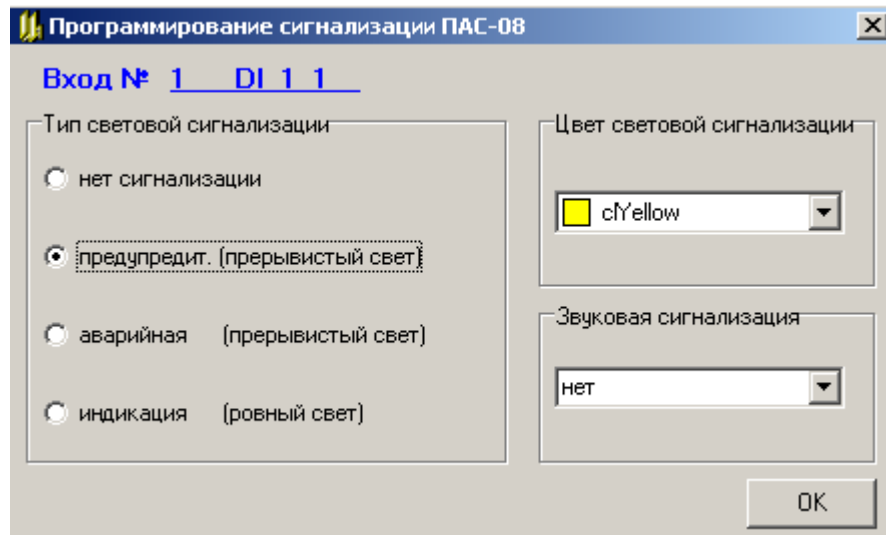 Программирование сигнализации ПАС-08
Вход № 1 DI 1 1
Тип световой сигнализации
нет сигнализации
предупредит. (прерывистый свет)
аварийная (прерывистый свет)
индикация (ровный свет)
Цвет световой сигнализации
clYellow
Звуковая сигнализация
нет
OK